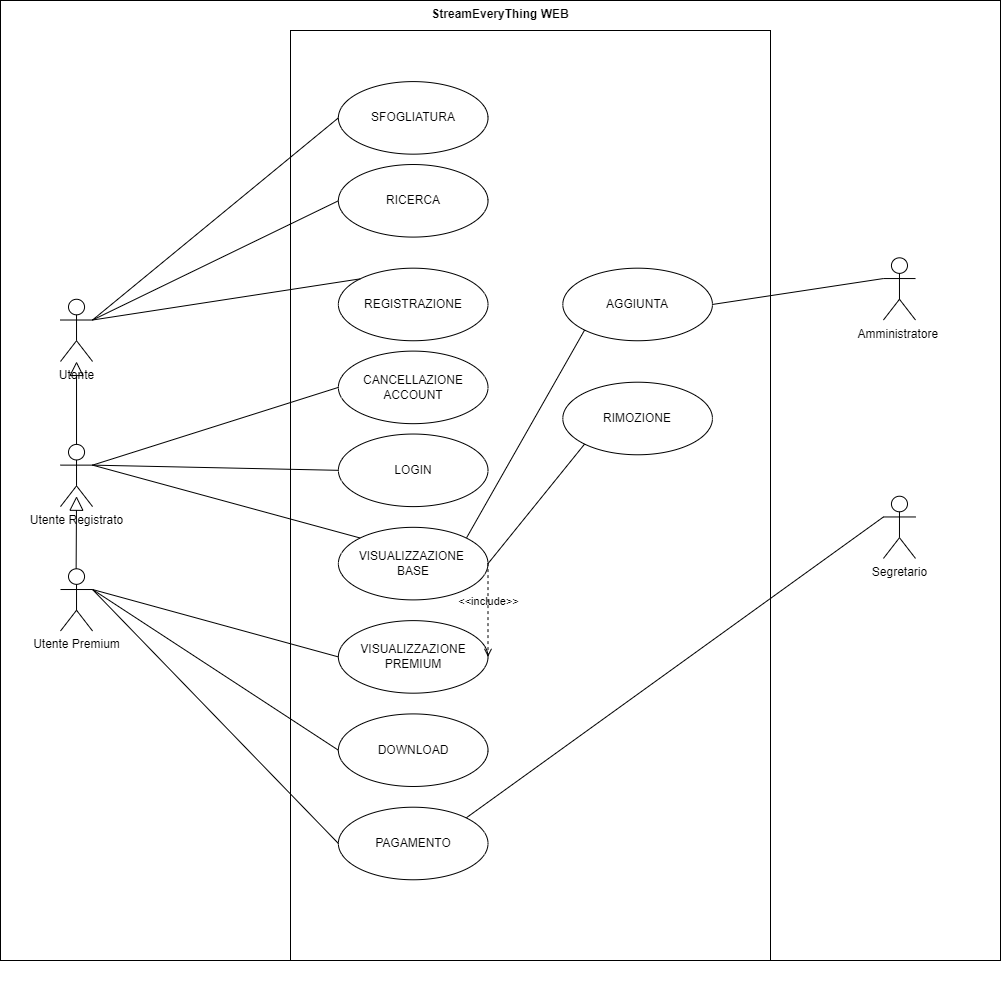 StreamEveryThing WEB
SFOGLIATURA
RICERCA
REGISTRAZIONE
AGGIUNTA
Amministratore
Utente
CANCELLAZIONE
ACCOUNT
RIMOZIONE
LOGIN
Utente Registrato
VISUALIZZAZIONE
BASE
Segretario
<<include>>
Utente Premium
VISUALIZZAZIONE
PREMIUM
DOWNLOAD
PAGAMENTO